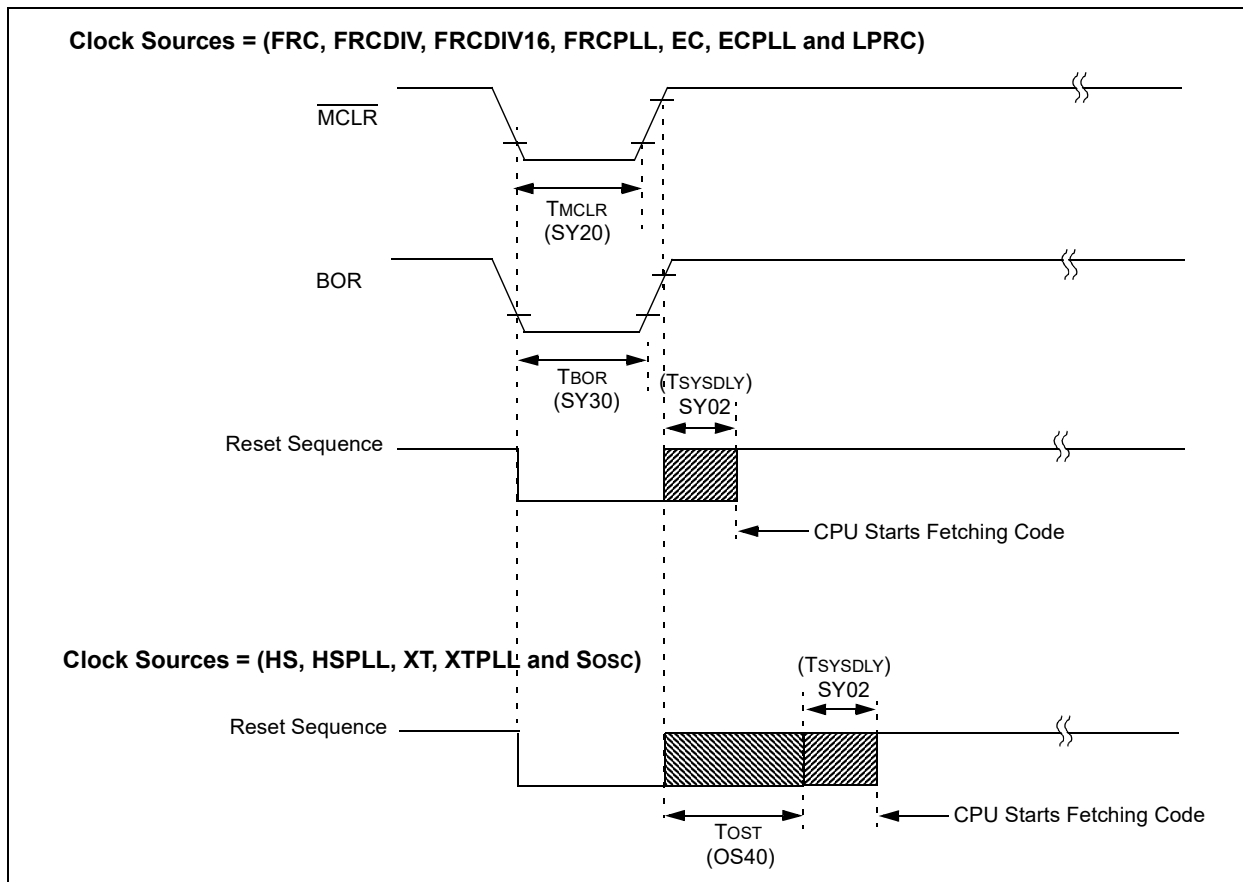 Clock Sources = (FRC, FRCDIV, FRCDIV16, FRCPLL, EC, ECPLL and LPRC)
MCLR
TMCLR
(SY20)
BOR
TBOR
(SY30)
(TSYSDLY)
SY02
Reset Sequence
CPU Starts Fetching Code
Clock Sources = (HS, HSPLL, XT, XTPLL and SOSC)
(TSYSDLY)
SY02
Reset Sequence
CPU Starts Fetching Code
TOST
(OS40)